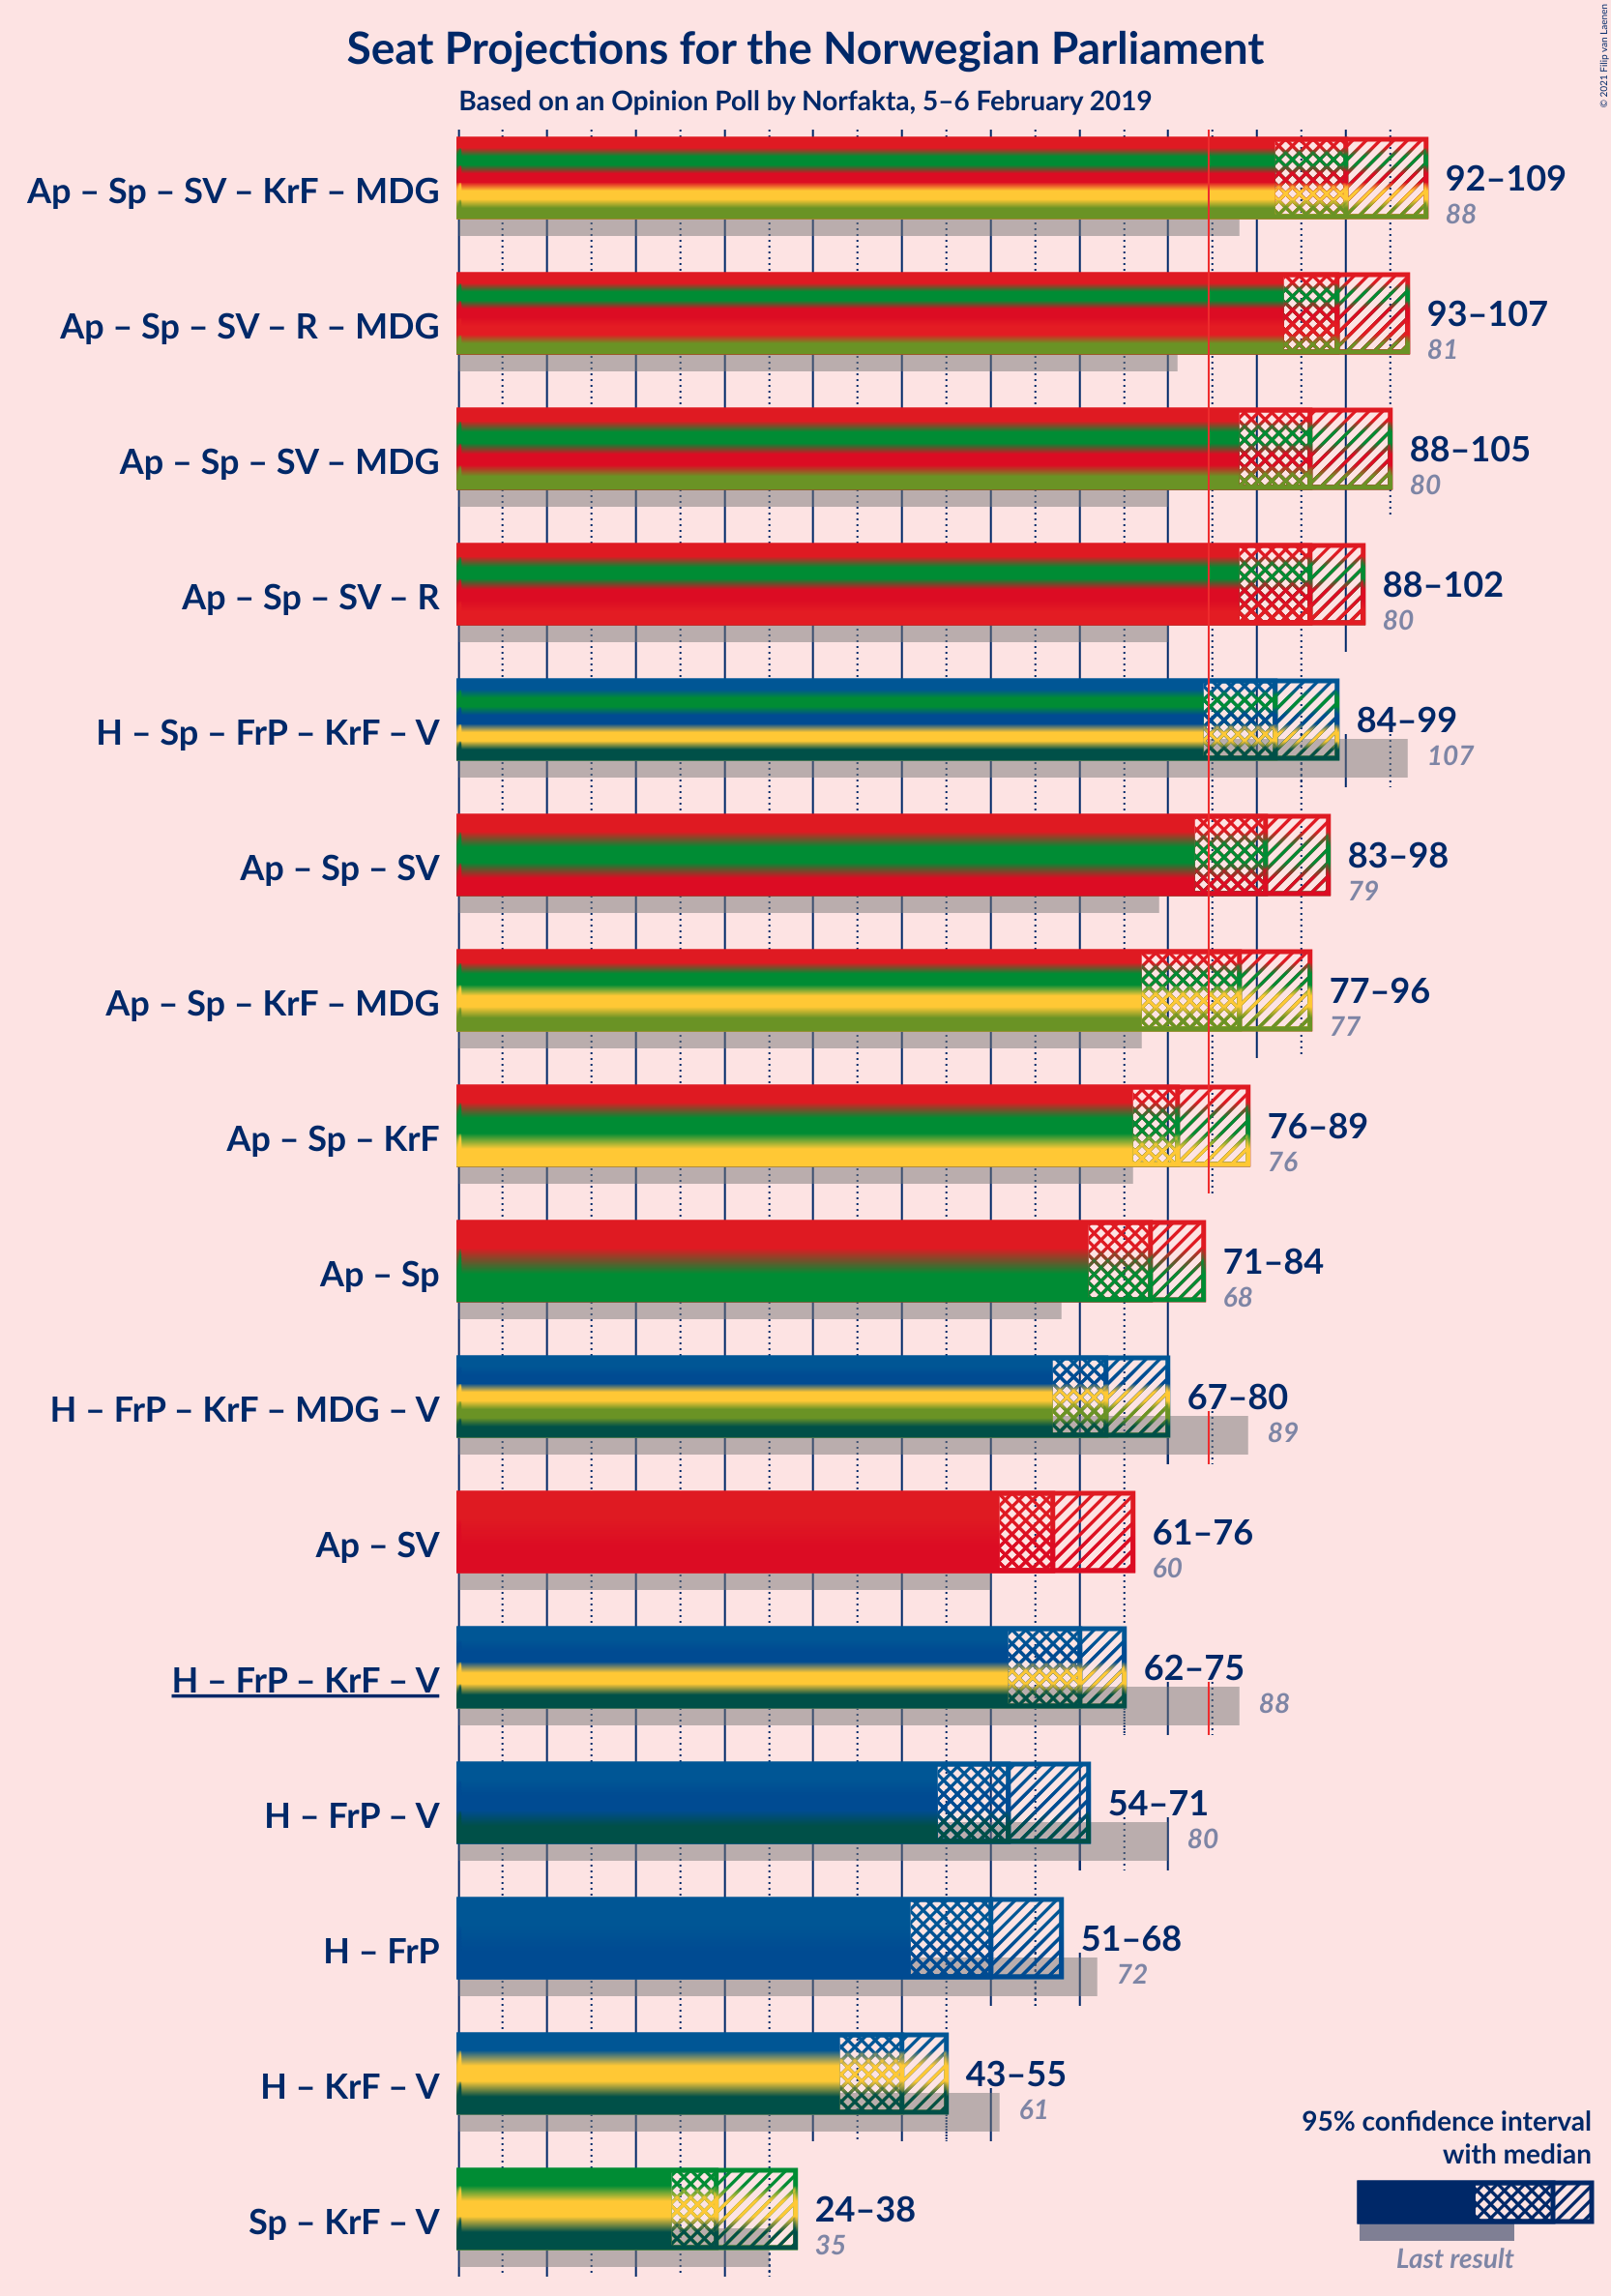 Seat Projections for the Norwegian Parliament
Based on an Opinion Poll by Norfakta, 5–6 February 2019
© 2021 Filip van Laenen
Ap – Sp – SV – KrF – MDG
92–109
88
Ap – Sp – SV – R – MDG
93–107
81
Ap – Sp – SV – MDG
88–105
80
Ap – Sp – SV – R
88–102
80
H – Sp – FrP – KrF – V
84–99
107
Ap – Sp – SV
83–98
79
Ap – Sp – KrF – MDG
77–96
77
Ap – Sp – KrF
76–89
76
Ap – Sp
71–84
68
H – FrP – KrF – MDG – V
67–80
89
Ap – SV
61–76
60
H – FrP – KrF – V
62–75
88
H – FrP – V
54–71
80
H – FrP
51–68
72
H – KrF – V
43–55
61
Sp – KrF – V
24–38
35
95% confidence interval
with median
Last result